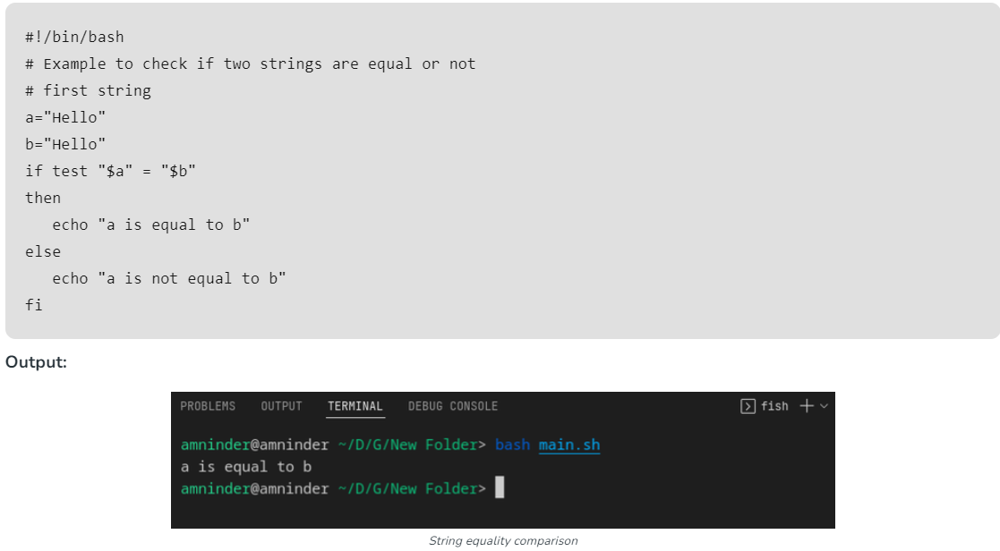 #!/bin/bash
# Example to check if two strings are equal or not
# first string
a="Hello"
b="Hello"
if test "$a" = "$b"
then
   echo "a is equal to b"
else
   echo "a is not equal to b"
fi
Output:
PROBLEMS OUTPUT TERMINAL DEBUG CONSOLE fish
amninder@amninder ~/D/G/New Folder> bash main.sh
a is equal to b
amninder@amninder ~/D/G/New Folder>
String equality comparison